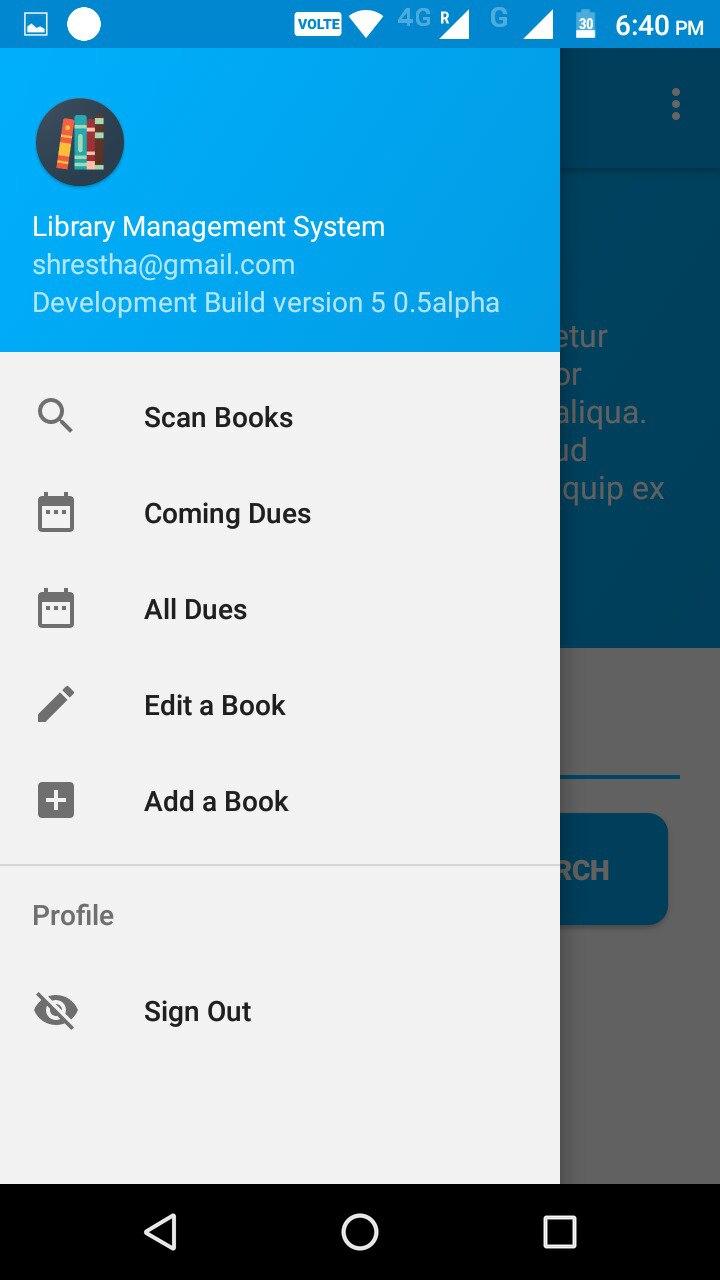 VOLTE 4G R G 30 6:40 PM
Library Management System
shrestha@gmail.com
Development Build version 5 0.5alpha
Scan Books
Coming Dues
All Dues
Edit a Book
Add a Book
Profile
Sign Out
etur
or
aliqua.
ud
quip ex
RCH